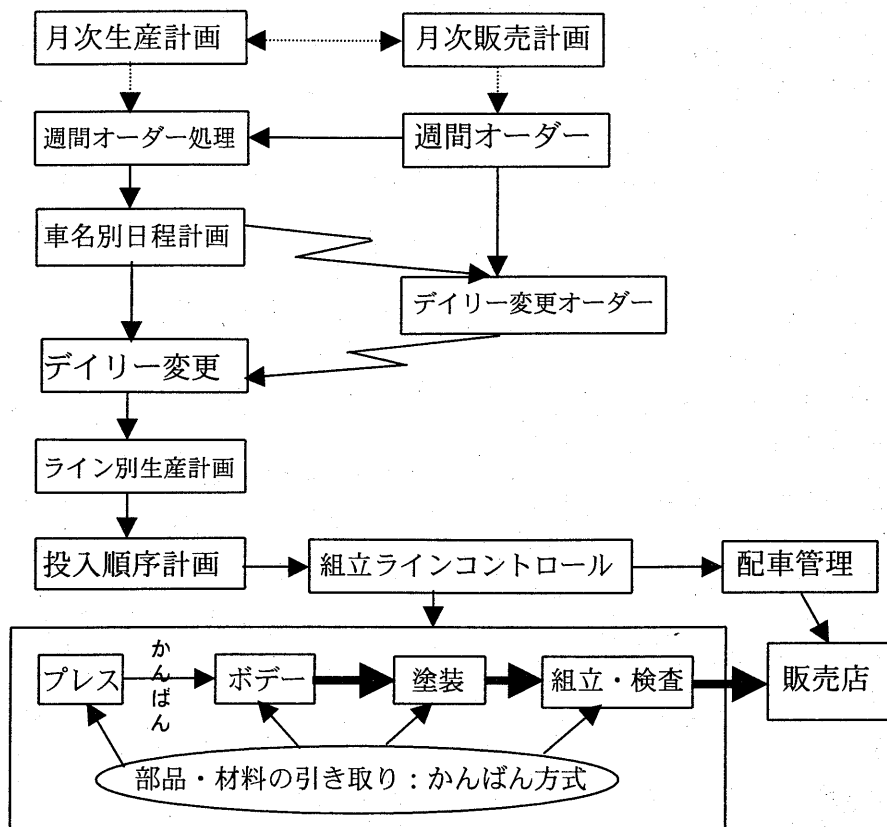 月次生産計画
月次販売計画
週間オーダー処理
週間オーダー
車名別日程計画
デイリー変更オーダー
デイリー変更
ライン別生産計画
投入順序計画
組立ラインコントロール
配車管理
プレス
かんばん
ボデー
塗装
組立・検査
販売店
部品・材料の引き取り：かんばん方式